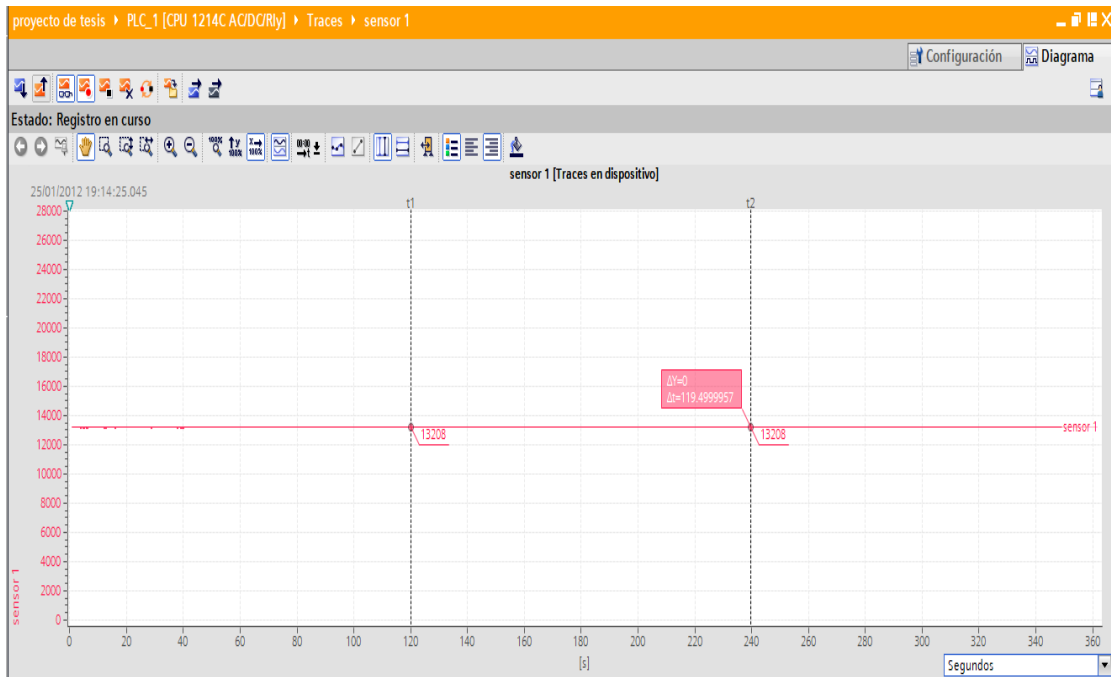 proyecto de tesis ▸ PLC_1 [CPU 1214C AC/DC/Rly] ▸ Traces ▸ sensor 1
Configuración
Diagrama
Estado: Registro en curso
sensor 1 [Traces en dispositivo]
25/01/2012 19:14:25.045
t1
t2
28000
26000
24000
22000
20000
18000
16000
14000
12000
10000
8000
6000
4000
2000
0
sensor 1
ΔY=0
Δt=119.4999957
13208
13208
sensor 1
0 20 40 60 80 100 120 140 160 180 200 220 240 260 280 300 320 340 360
[s]
Segundos